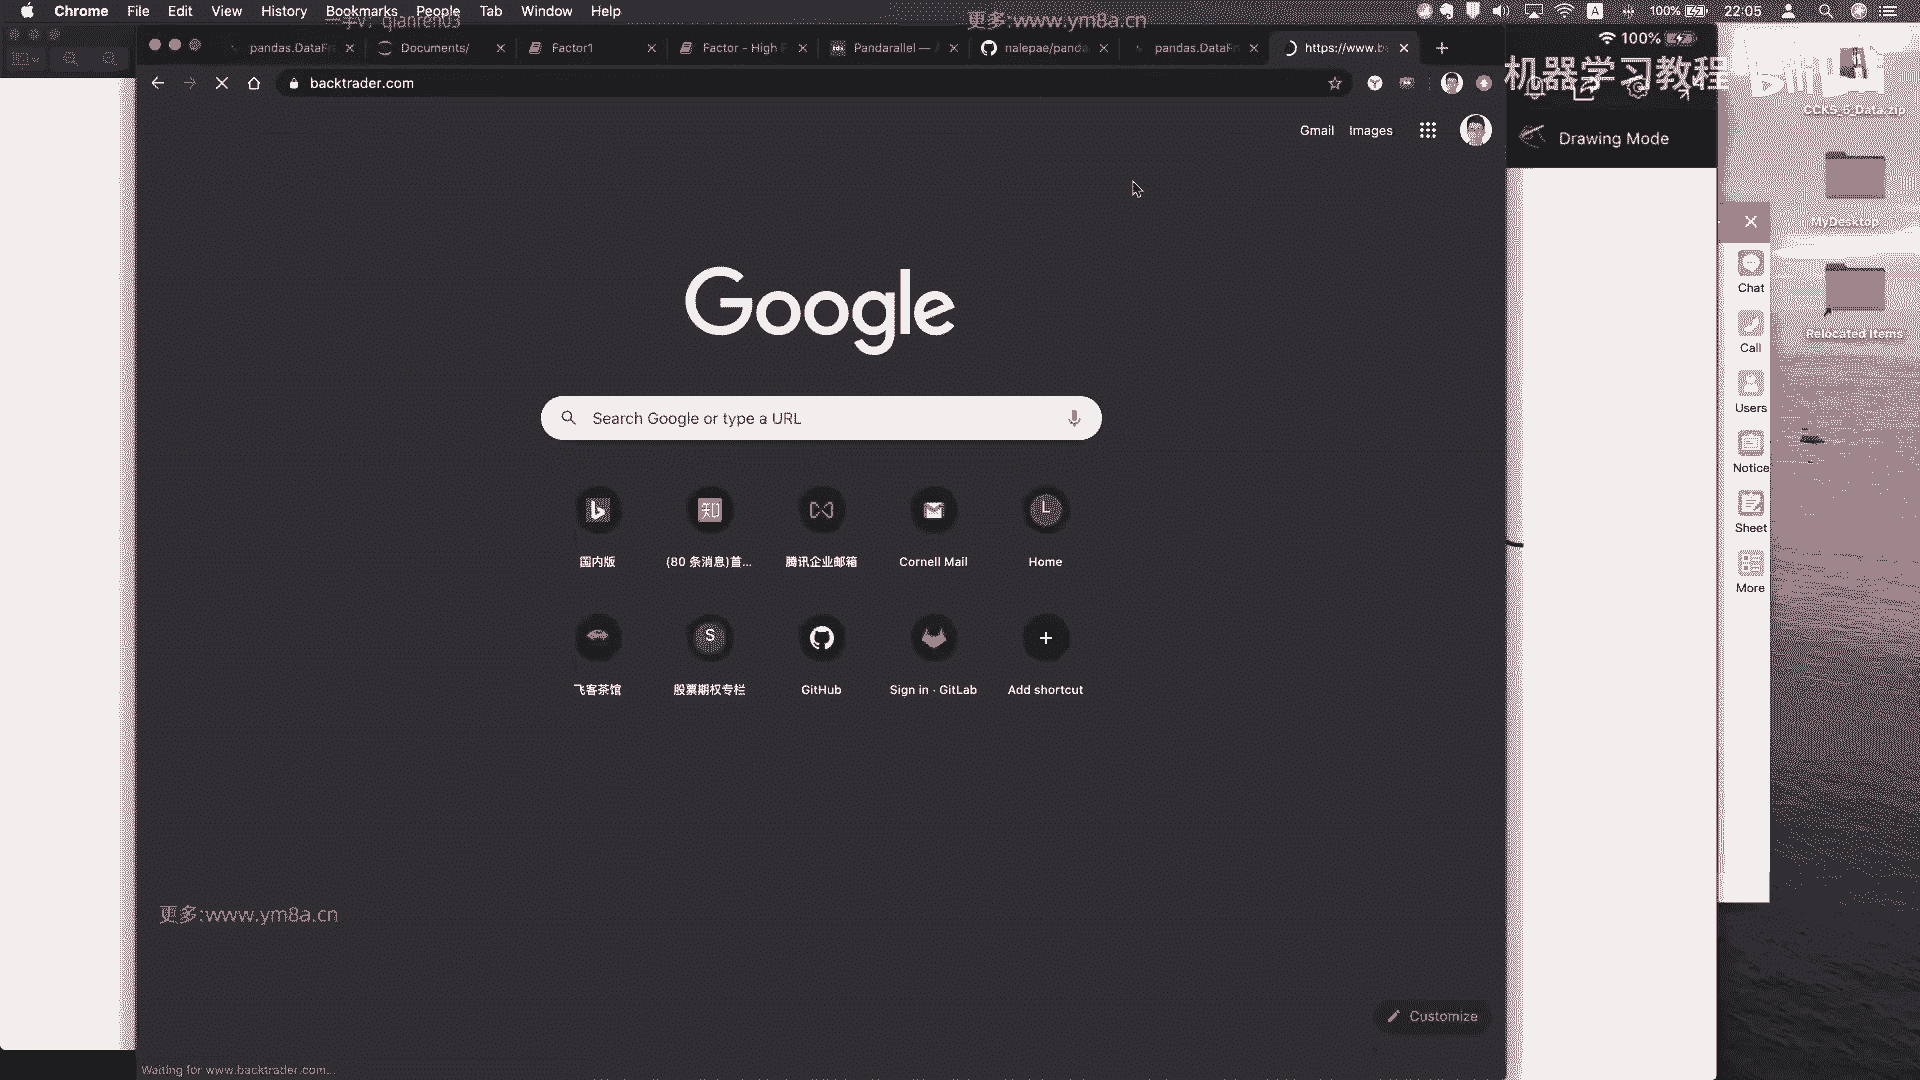 Chrome File Edit View History Bookmarks People Tab Window Help
一手v: qianren03
更多:www.ym8a.cn
A
100%
22:05
pandas.DataFr
Documents/
Factor1
Factor - High F
Pandarallel —
nalepae/panda
pandas.DataFr
https://www.b
100%
backtrader.com
机器学习教程
bili
CCKS_5_Data.zip
Gmail Images
Drawing Mode
MyDesktop
Google
Chat
Relocated Items
Call
Search Google or type a URL
Users
Notice
知
L
Sheet
国内版
(80 条消息)首...
腾讯企业邮箱
Cornell Mail
Home
More
S
飞客茶馆
股票期权专栏
GitHub
Sign in · GitLab
Add shortcut
更多:www.ym8a.cn
Customize
Waiting for www.backtrader.com...